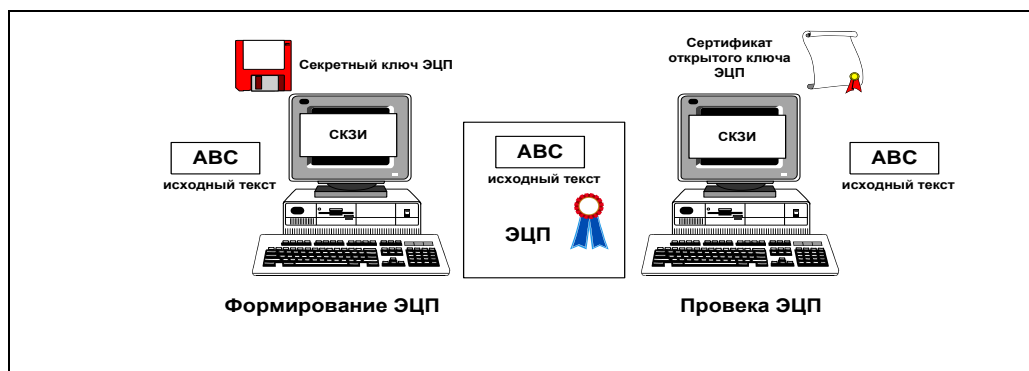 Секретный ключ ЭЦП
Сертификат
открытого ключа
ЭЦП
СКЗИ
СКЗИ
ABC
исходный текст
ABC
исходный текст
ЭЦП
ABC
исходный текст
Формирование ЭЦП
Провека ЭЦП